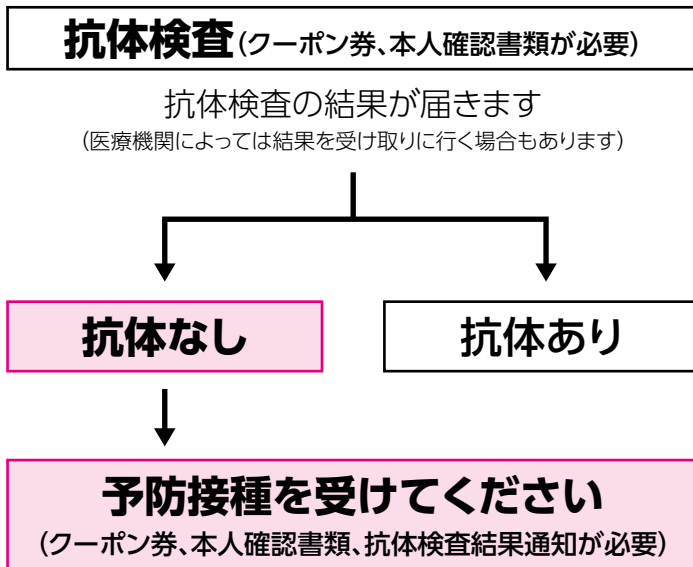 抗体検査(クーポン券、本人確認書類が必要)
抗体検査の結果が届きます
(医療機関によっては結果を受け取りに行く場合もあります)
抗体なし
抗体あり
予防接種を受けてください
(クーポン券、本人確認書類、抗体検査結果通知が必要)